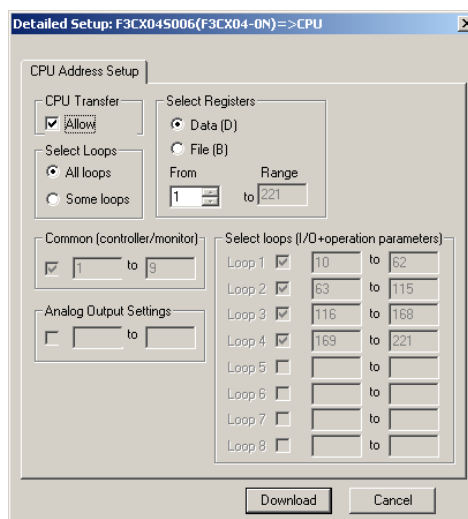 Detailed Setup: F3CX04S006(F3CX04-0N)=>CPU
CPU Address Setup
CPU Transfer
Allow
Select Loops
All loops
Some loops
Select Registers
Data (D)
File (B)
From Range
1 to 221
Common (controller/monitor)
1 to 9
Analog Output Settings
to
Select loops (I/O+operation parameters)
Loop 1 10 to 62
Loop 2 63 to 115
Loop 3 116 to 168
Loop 4 169 to 221
Loop 5 to
Loop 6 to
Loop 7 to
Loop 8 to
Download Cancel